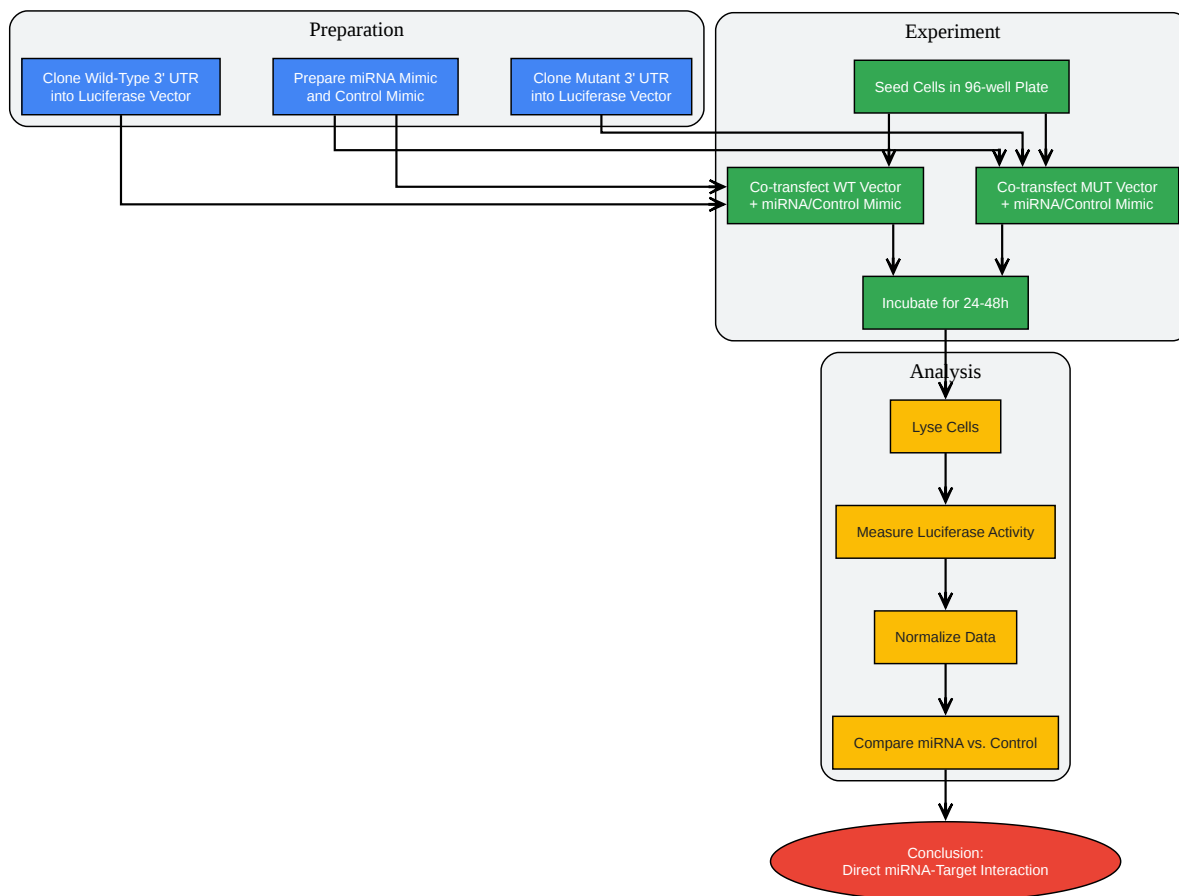 Preparation
Clone Wild-Type 3' UTR
into Luciferase Vector
Prepare miRNA Mimic
and Control Mimic
Clone Mutant 3' UTR
into Luciferase Vector
Experiment
Seed Cells in 96-well Plate
Co-transfect WT Vector
+ miRNA/Control Mimic
Co-transfect MUT Vector
+ miRNA/Control Mimic
Incubate for 24-48h
Analysis
Lyse Cells
Measure Luciferase Activity
Normalize Data
Compare miRNA vs. Control
Conclusion:
Direct miRNA-Target Interaction